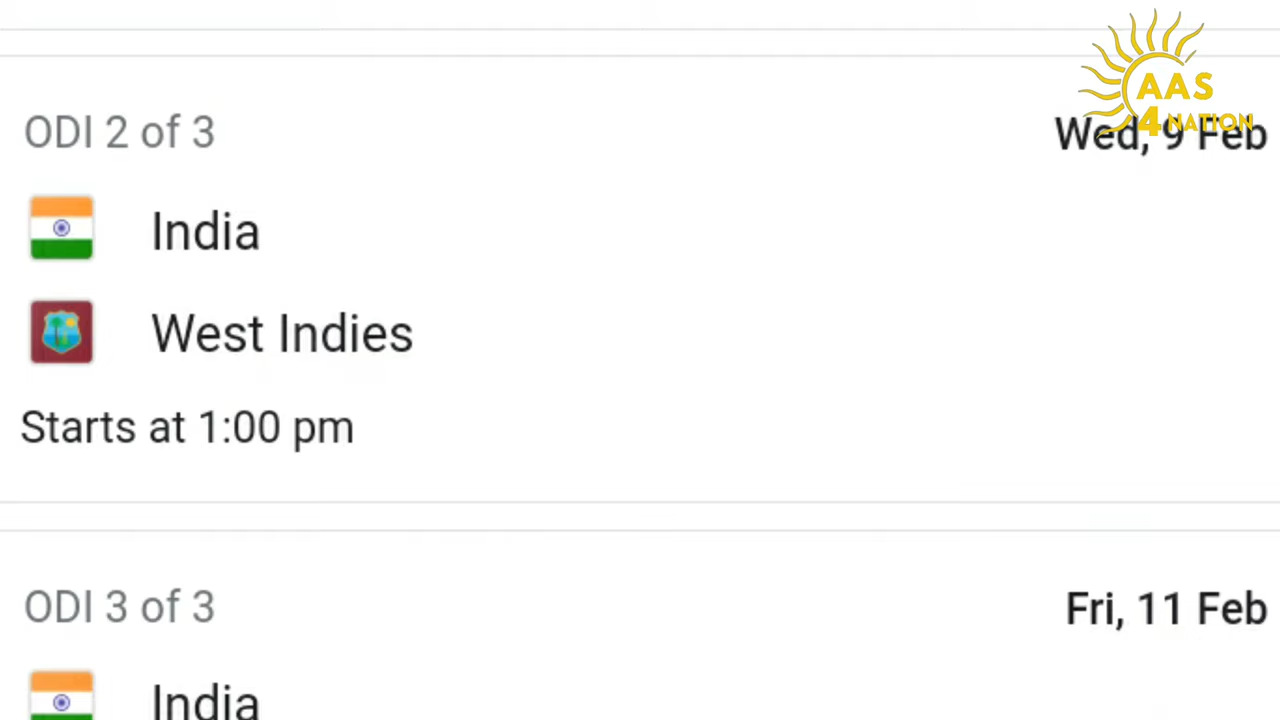 AAS
4 NATION
ODI 2 of 3
Wed, 9 Feb
India
West Indies
Starts at 1:00 pm
ODI 3 of 3
Fri, 11 Feb
India